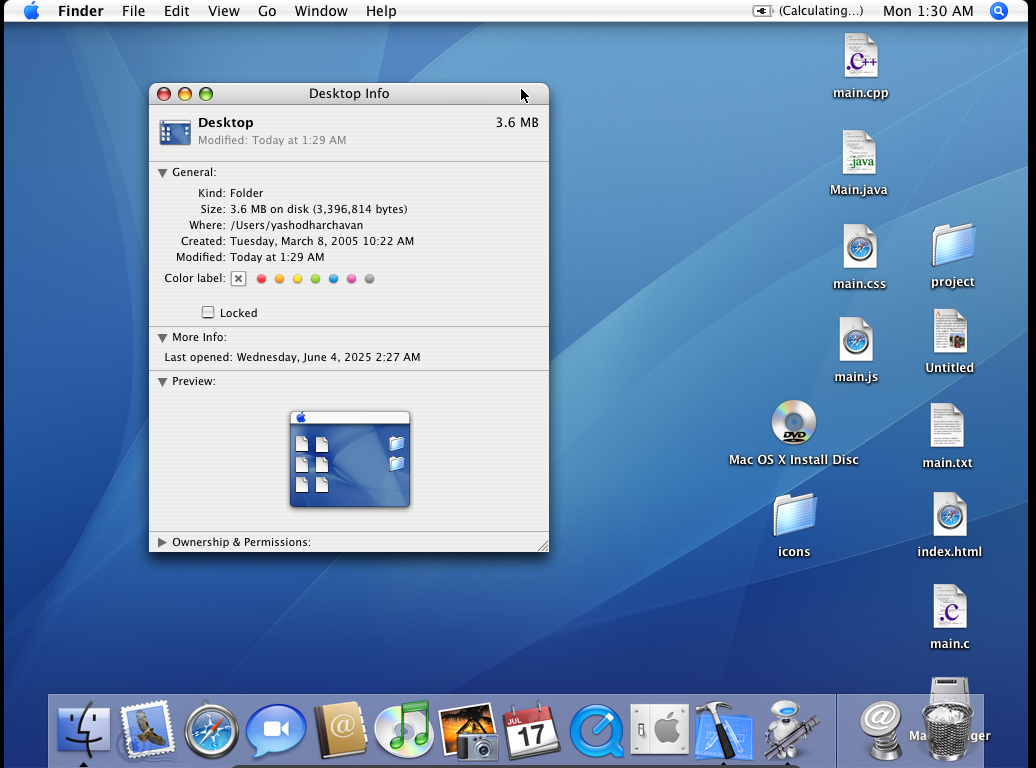 Finder File Edit View Go Window Help (Calculating...) Mon 1:30 AM
Desktop Info
Desktop 3.6 MB
Modified: Today at 1:29 AM
General:
Kind: Folder
Size: 3.6 MB on disk (3,396,814 bytes)
Where: /Users/yashodharchavan
Created: Tuesday, March 8, 2005 10:22 AM
Modified: Today at 1:29 AM
Color label:
Locked
More Info:
Last opened: Wednesday, June 4, 2025 2:27 AM
Preview:
Ownership & Permissions:
C++
main.cpp
.java
Main.java
main.css
project
main.js
Untitled
DVD
Mac OS X Install Disc
main.txt
icons
index.html
.C
main.c
JUL
17
@
@
Ma
ger